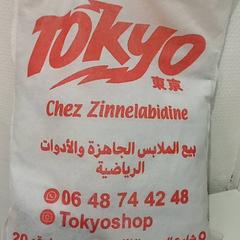 Tokyo
東京
Chez Zinnelabidine
بيع الملابس الجاهزة والأدوات
الرياضية
06 48 74 42 48
Tokyoshop